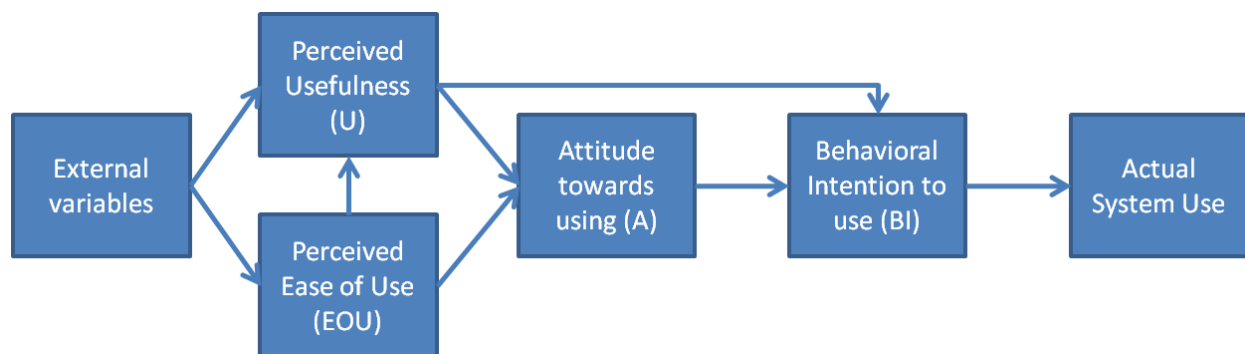 External
variables
Perceived
Usefulness
(U)
Perceived
Ease of Use
(EOU)
Attitude
towards
using (A)
Behavioral
Intention to
use (BI)
Actual
System Use